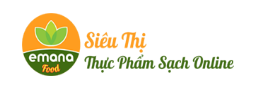 emana
Food
Siêu Thị
Thực Phẩm Sạch Online